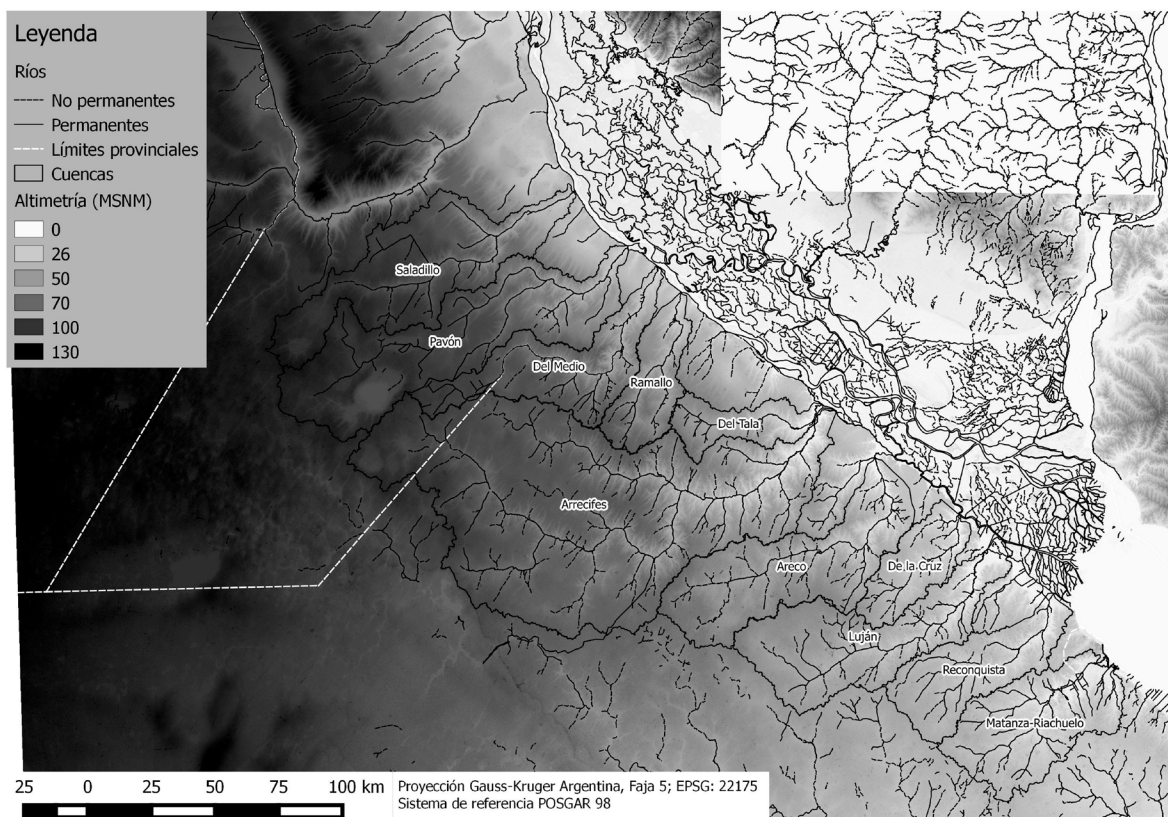 Leyenda
Ríos
No permanentes
Permanentes
Límites provinciales
Cuencas
Altimetría (MSNM)
0
26
50
70
100
130
Saladillo
Pavón
Del Medio
Ramallo
Del Tala
Arrecifes
Areco
De la Cruz
Luján
Reconquista
Matanza-Riachuelo
25 0 25 50 75 100 km
Proyección Gauss-Kruger Argentina, Faja 5; EPSG: 22175
Sistema de referencia POSGAR 98